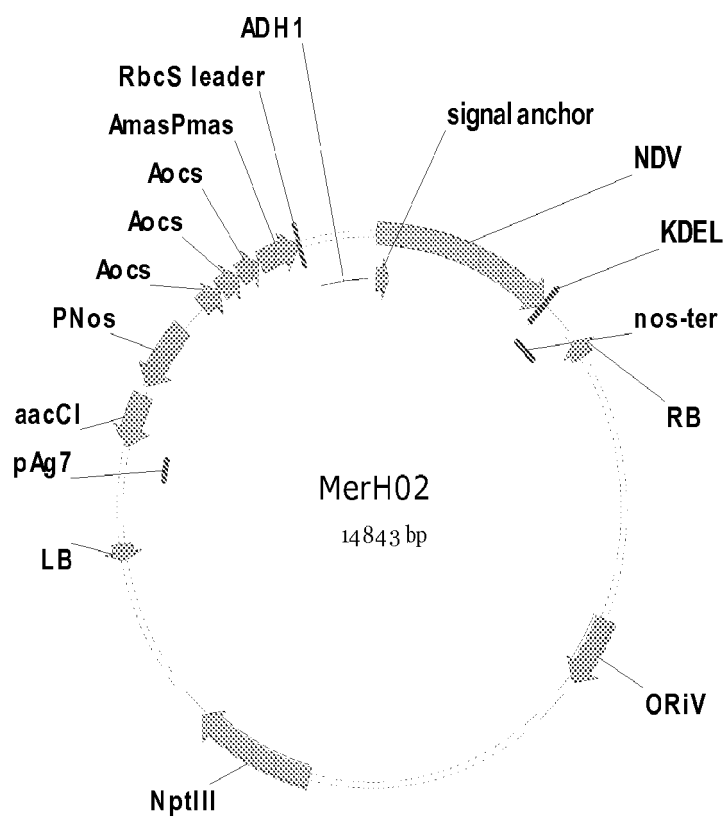 ADH1
RbcS leader
AmasPmas
Aocs
Aocs
Aocs
PNos
aacCI
pAg7
LB
NptIII
signal anchor
NDV
KDEL
nos-ter
RB
ORiV
MerH02
14843 bp